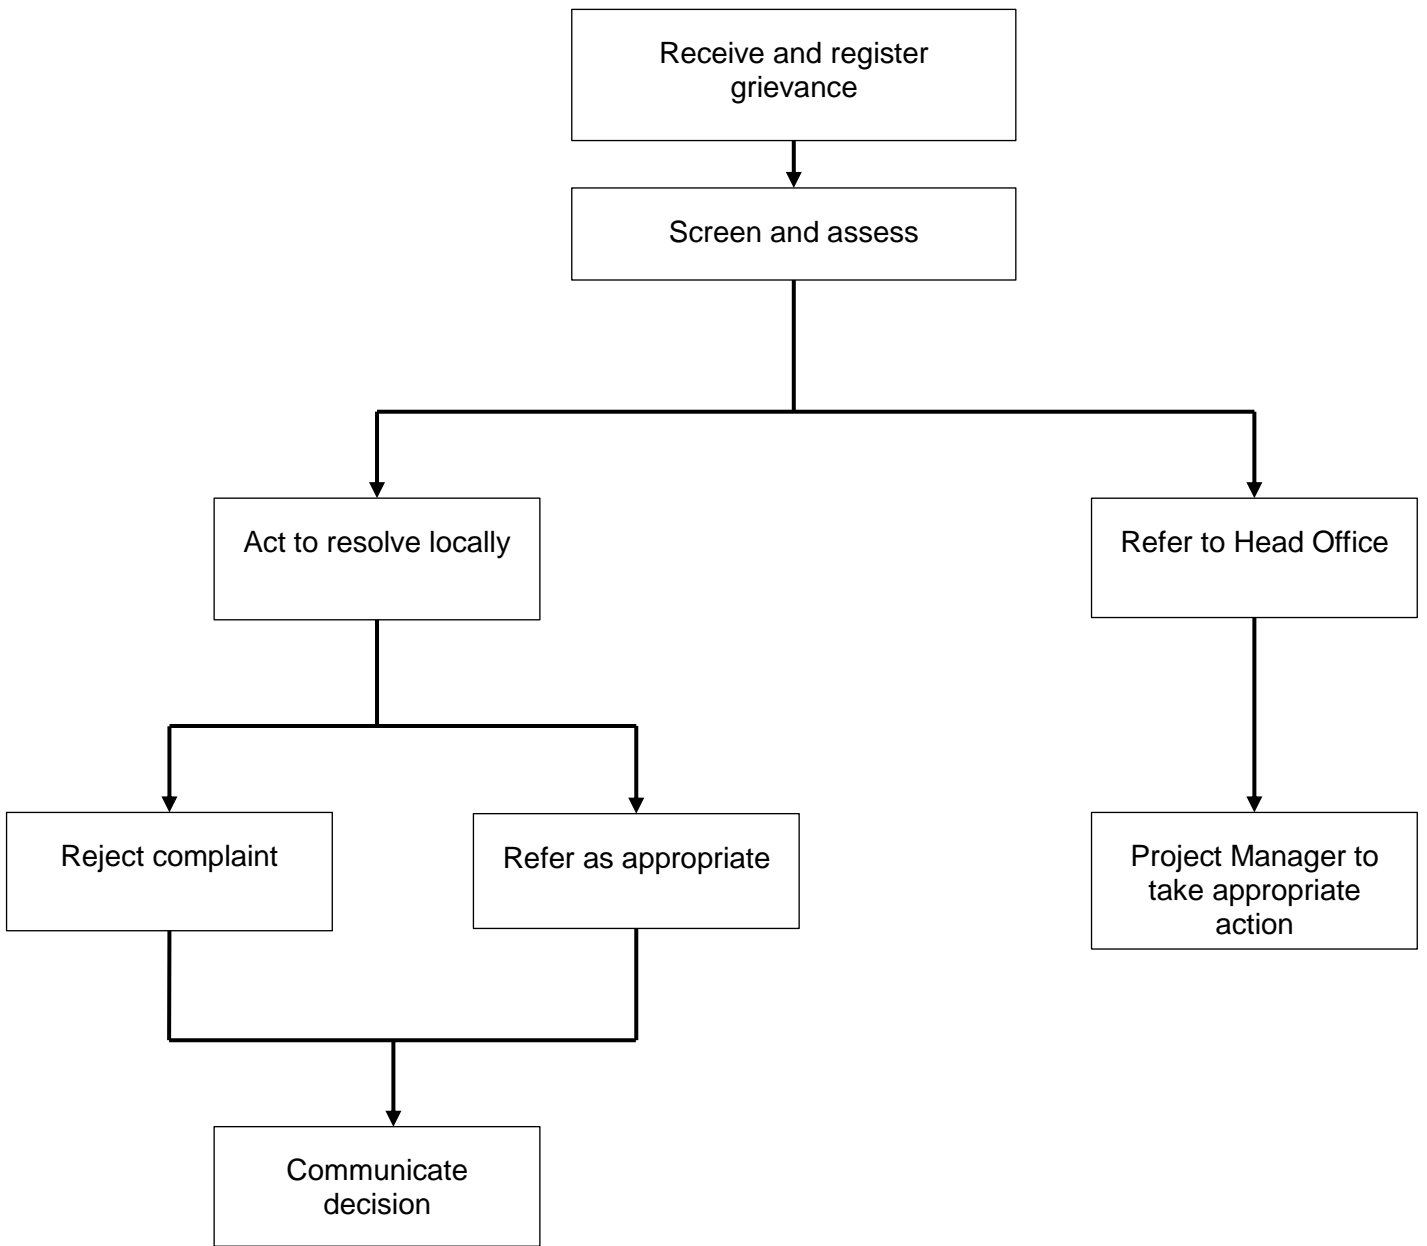 Receive and register
grievance
Screen and assess
Act to resolve locally
Refer to Head Office
Reject complaint
Refer as appropriate
Project Manager to
take appropriate
action
Communicate
decision